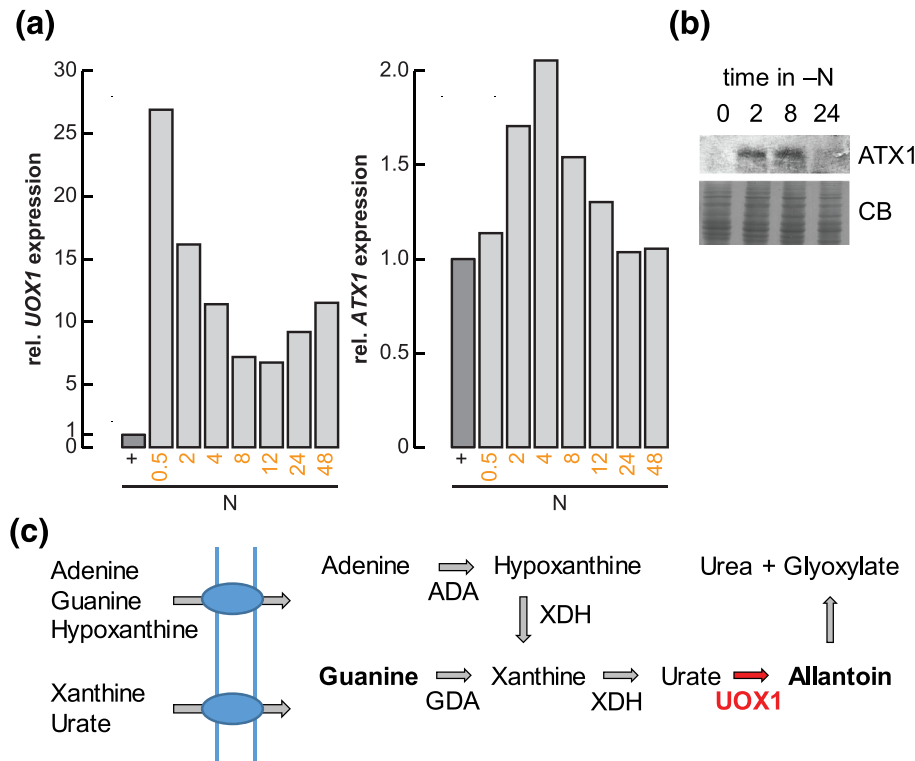 (a)
rel. UOX1 expression
30
25
20
15
10
5
1
0
+ 0.5 2 4 8 12 24 48
N
rel. ATX1 expression
2.0
1.5
1.0
0.5
0
+ 0.5 2 4 8 12 24 48
N
(b)
time in –N
0 2 8 24
ATX1
CB
(c)
Adenine
Guanine
Hypoxanthine
Xanthine
Urate
Adenine
ADA
Hypoxanthine
XDH
Urea + Glyoxylate
Guanine
GDA
Xanthine
XDH
Urate
UOX1
Allantoin